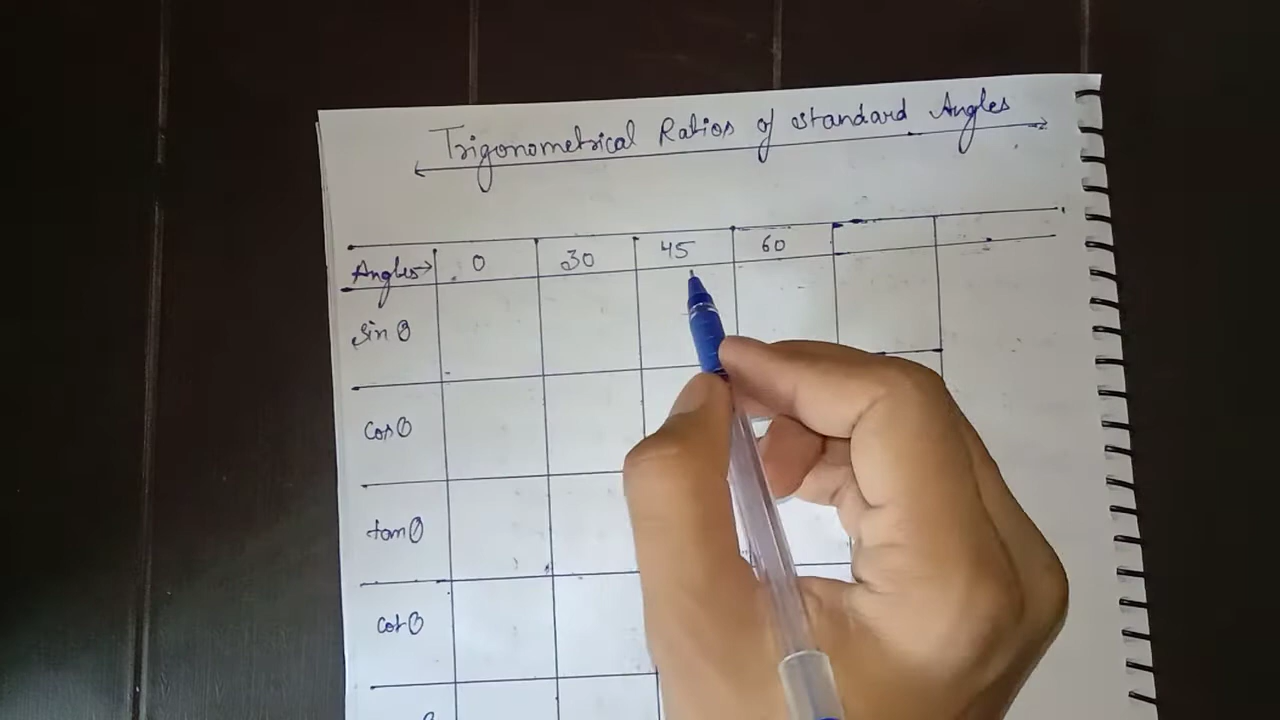 Trigonometrical Ratios of standard Angles
Angles→ 0 30 45 60
sin θ
cos θ
tan θ
cot θ